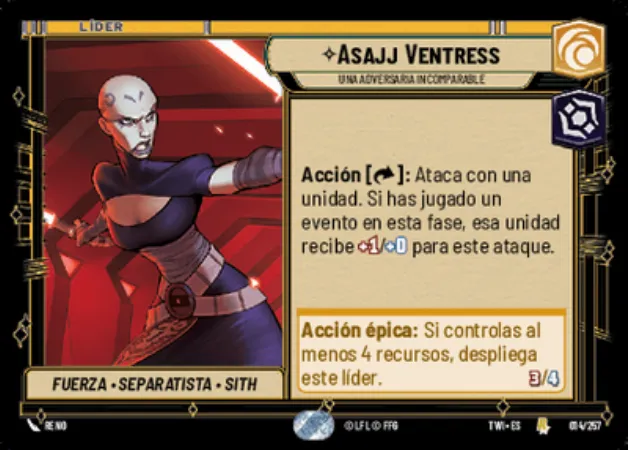 LÍDER
ASAJJ VENTRESS
UNA ADVERSARIA INCOMPARABLE
Acción [ ]: Ataca con una
unidad. Si has jugado un
evento en esta fase, esa unidad
recibe +1/+0 para este ataque.
Acción épica: Si controlas al
menos 4 recursos, despliega
este líder.
3/4
FUERZA • SEPARATISTA • SITH
RENIO
© LFL © FFG
TWI • ES
014/257